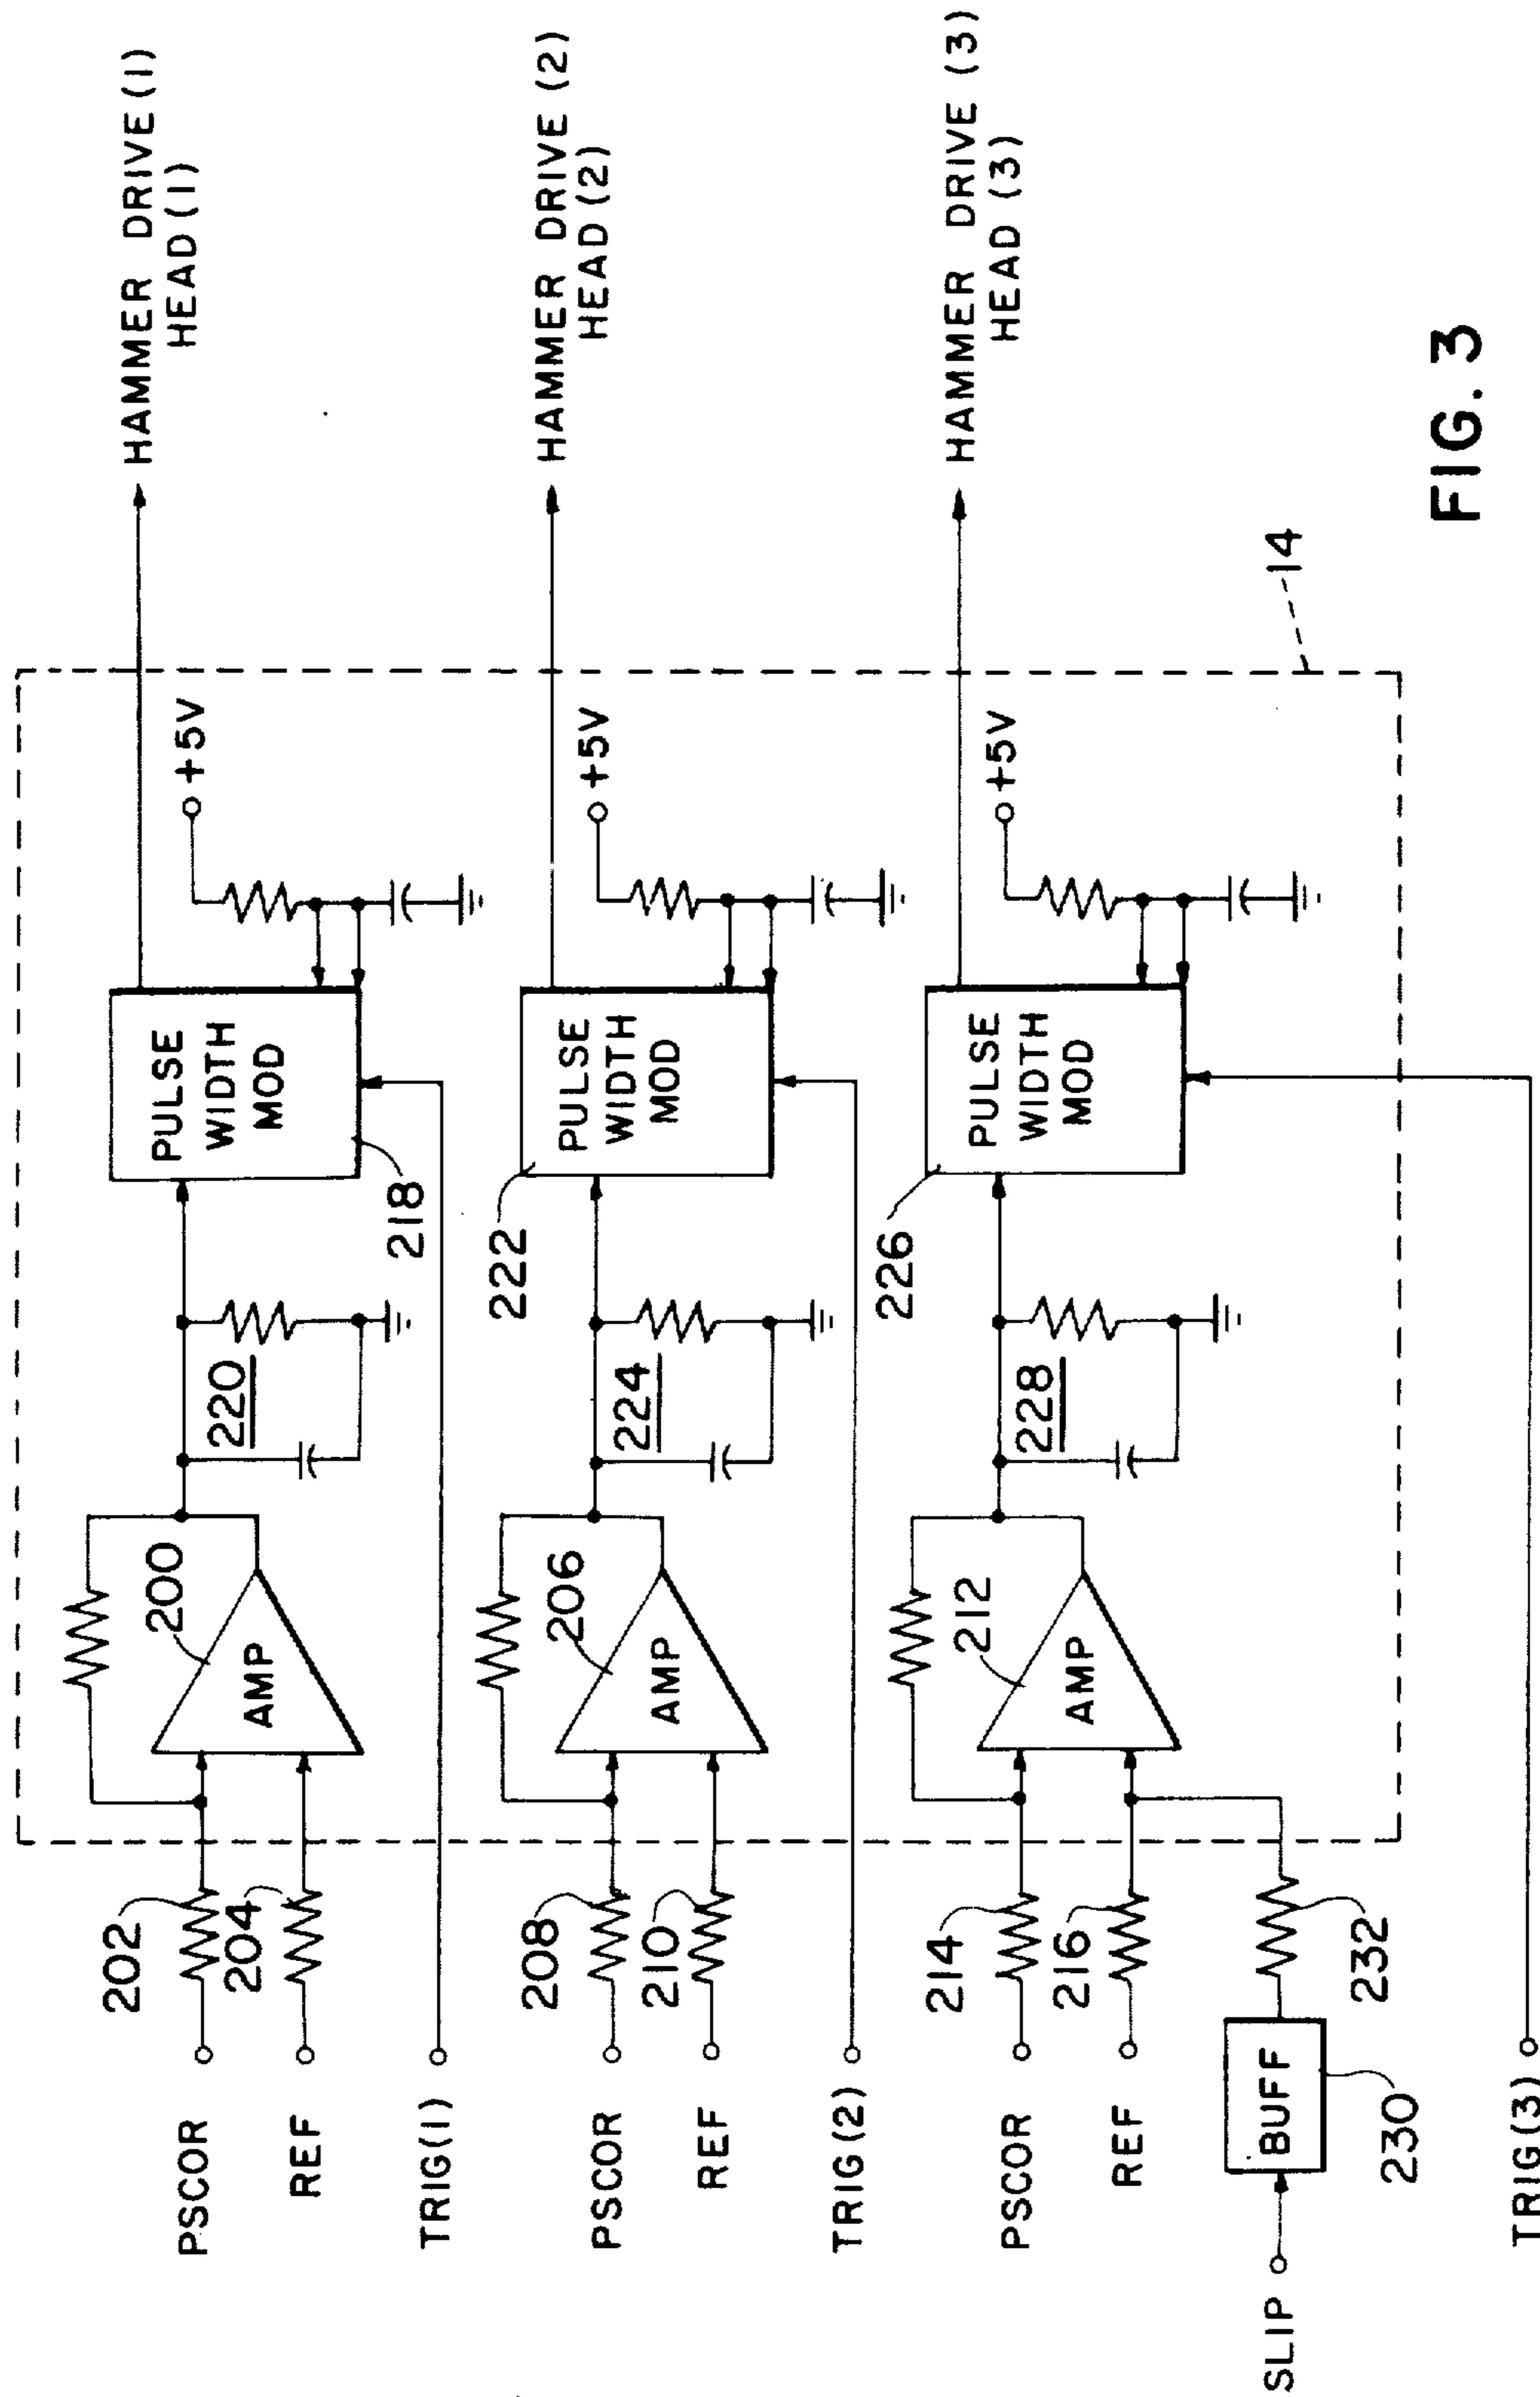 HAMMER DRIVE (1)
HEAD (1)
+5V
PULSE
WIDTH
MOD
218
220
200
AMP
202
204
PSCOR
REF
TRIG(1)
HAMMER DRIVE (2)
HEAD (2)
+5V
PULSE
WIDTH
MOD
222
224
206
AMP
208
210
PSCOR
REF
TRIG (2)
HAMMER DRIVE (3)
HEAD (3)
+5V
PULSE
WIDTH
MOD
226
228
212
AMP
214
216
PSCOR
REF
232
BUFF
230
SLIP
TRIG (3)
14
FIG. 3